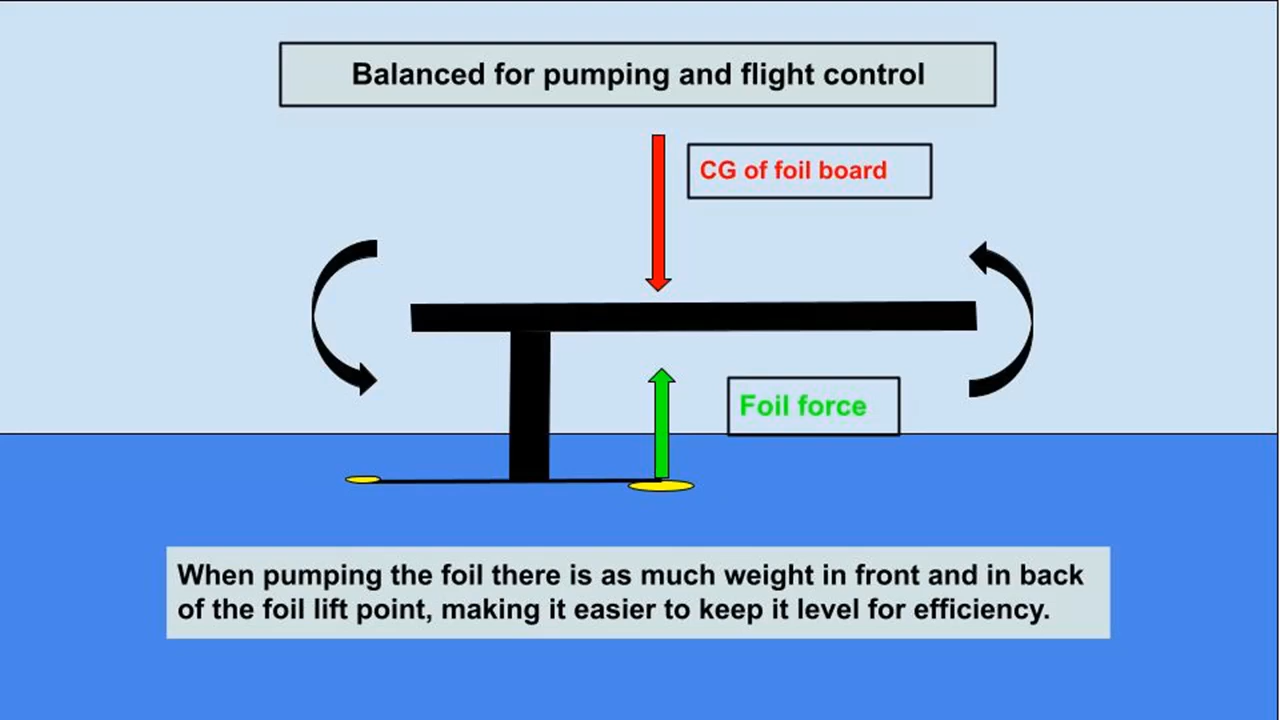 Balanced for pumping and flight control
CG of foil board
Foil force
When pumping the foil there is as much weight in front and in back
of the foil lift point, making it easier to keep it level for efficiency.